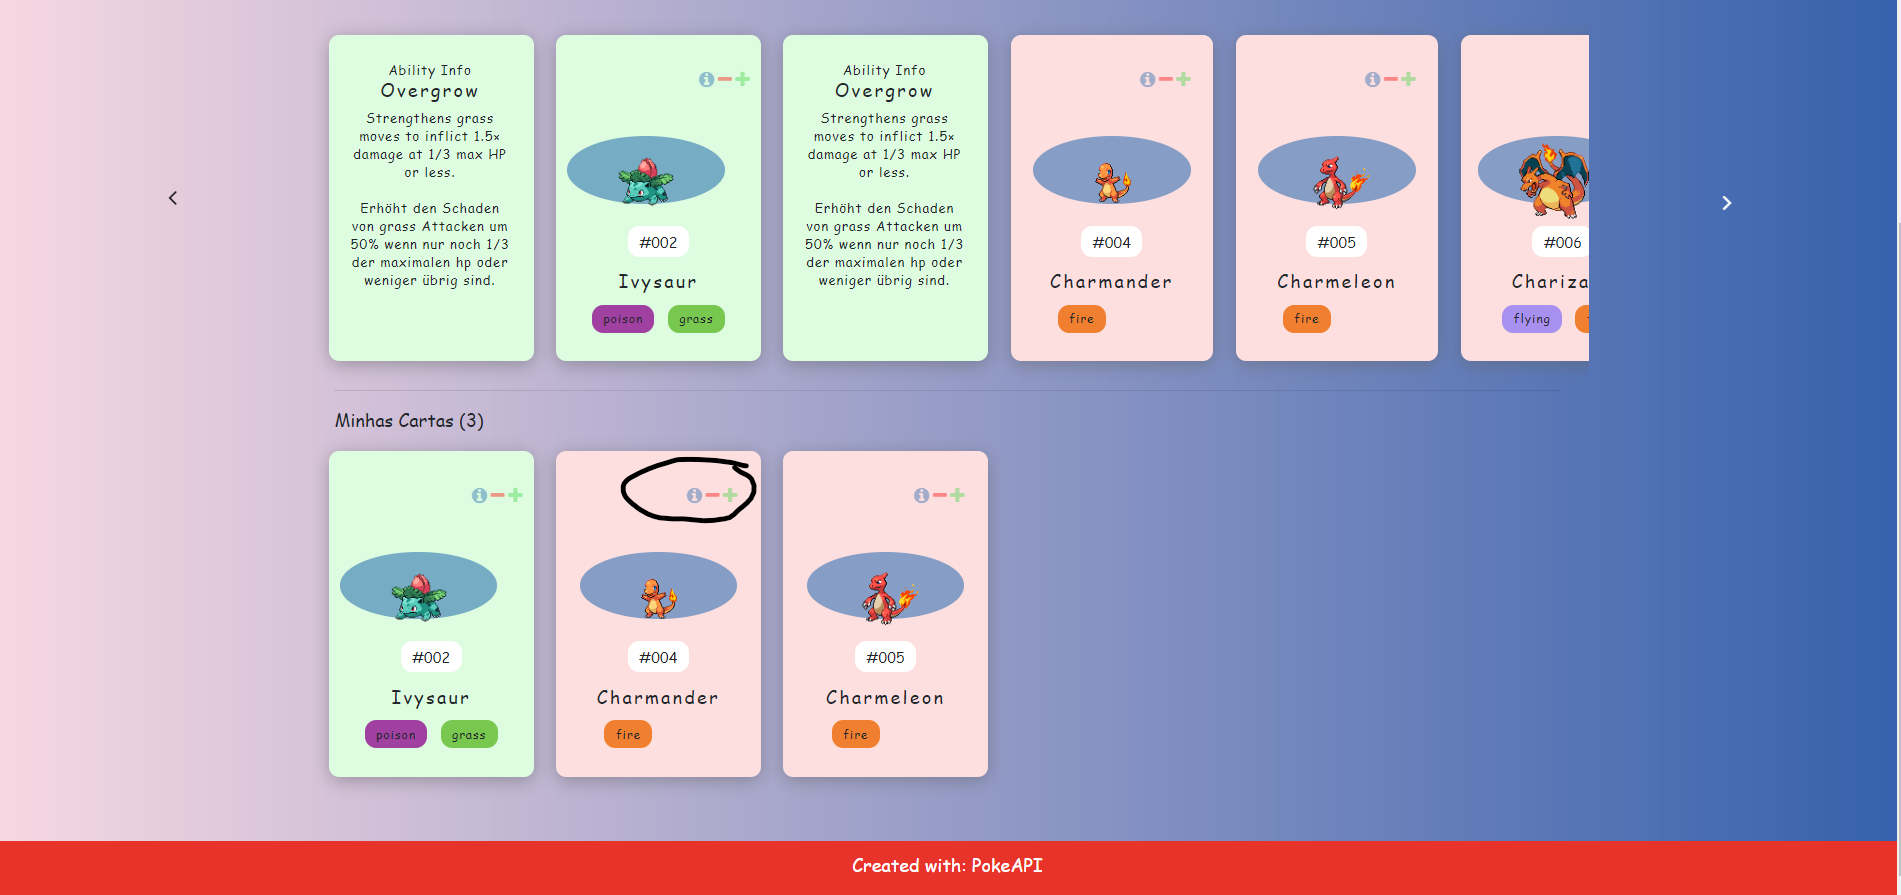 Ability Info
Overgrow
Strengthens grass
moves to inflict 1.5×
damage at 1/3 max HP
or less.
Erhöht den Schaden
von grass Attacken um
50% wenn nur noch 1/3
der maximalen hp oder
weniger übrig sind.
#002
Ivysaur
poison grass
Ability Info
Overgrow
Strengthens grass
moves to inflict 1.5×
damage at 1/3 max HP
or less.
Erhöht den Schaden
von grass Attacken um
50% wenn nur noch 1/3
der maximalen hp oder
weniger übrig sind.
#004
Charmander
fire
#005
Charmeleon
fire
#006
Chariza
flying
Minhas Cartas (3)
#002
Ivysaur
poison grass
#004
Charmander
fire
#005
Charmeleon
fire
Created with: PokeAPI